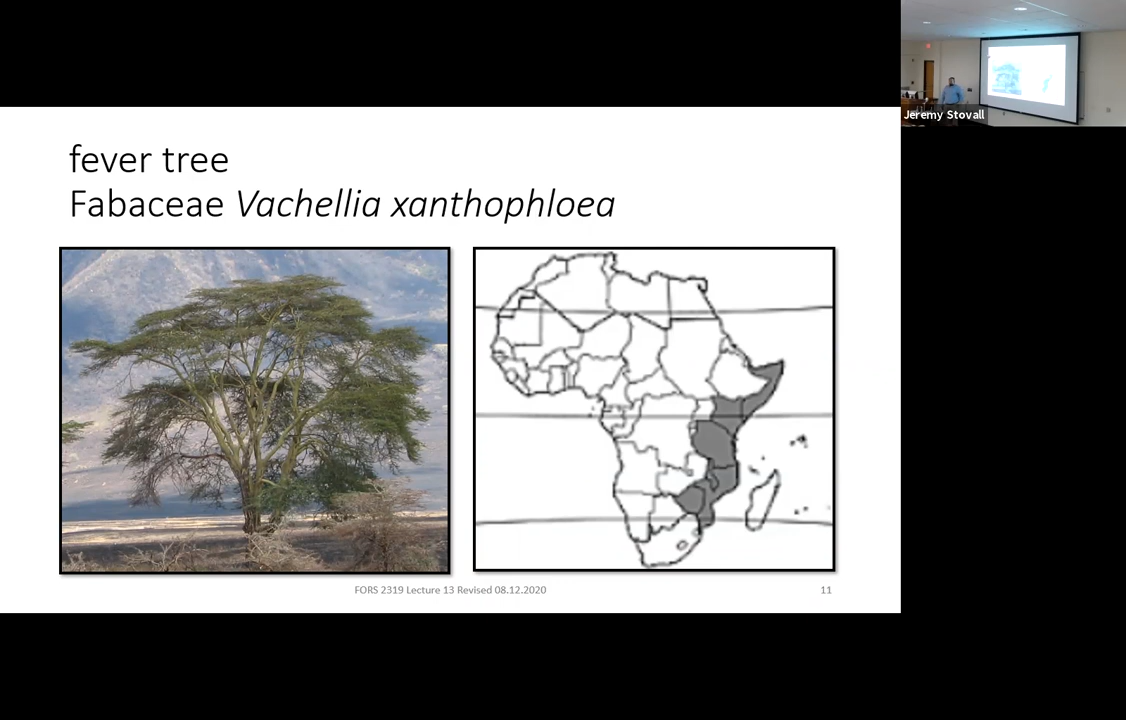 fever tree
Fabaceae Vachellia xanthophloea
FORS 2319 Lecture 13 Revised 08.12.2020
11
Jeremy Stovall